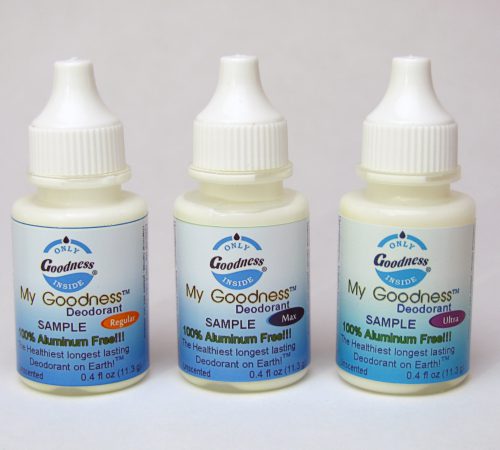 ONLY
Goodness®
INSIDE
My Goodness™
Deodorant
SAMPLE Regular
100% Aluminum Free!!!
The Healthiest longest lasting
Deodorant on Earth!™
Unscented 0.4 fl oz (11.3 g)
ONLY
Goodness®
INSIDE
My Goodness™
Deodorant
SAMPLE Max
100% Aluminum Free!!!
The Healthiest longest lasting
Deodorant on Earth!™
Unscented 0.4 fl oz (11.3 g)
ONLY
Goodness®
INSIDE
My Goodness™
Deodorant
SAMPLE Ultra
100% Aluminum Free!!!
The Healthiest longest lasting
Deodorant on Earth!™
Unscented 0.4 fl oz (11.3 g)